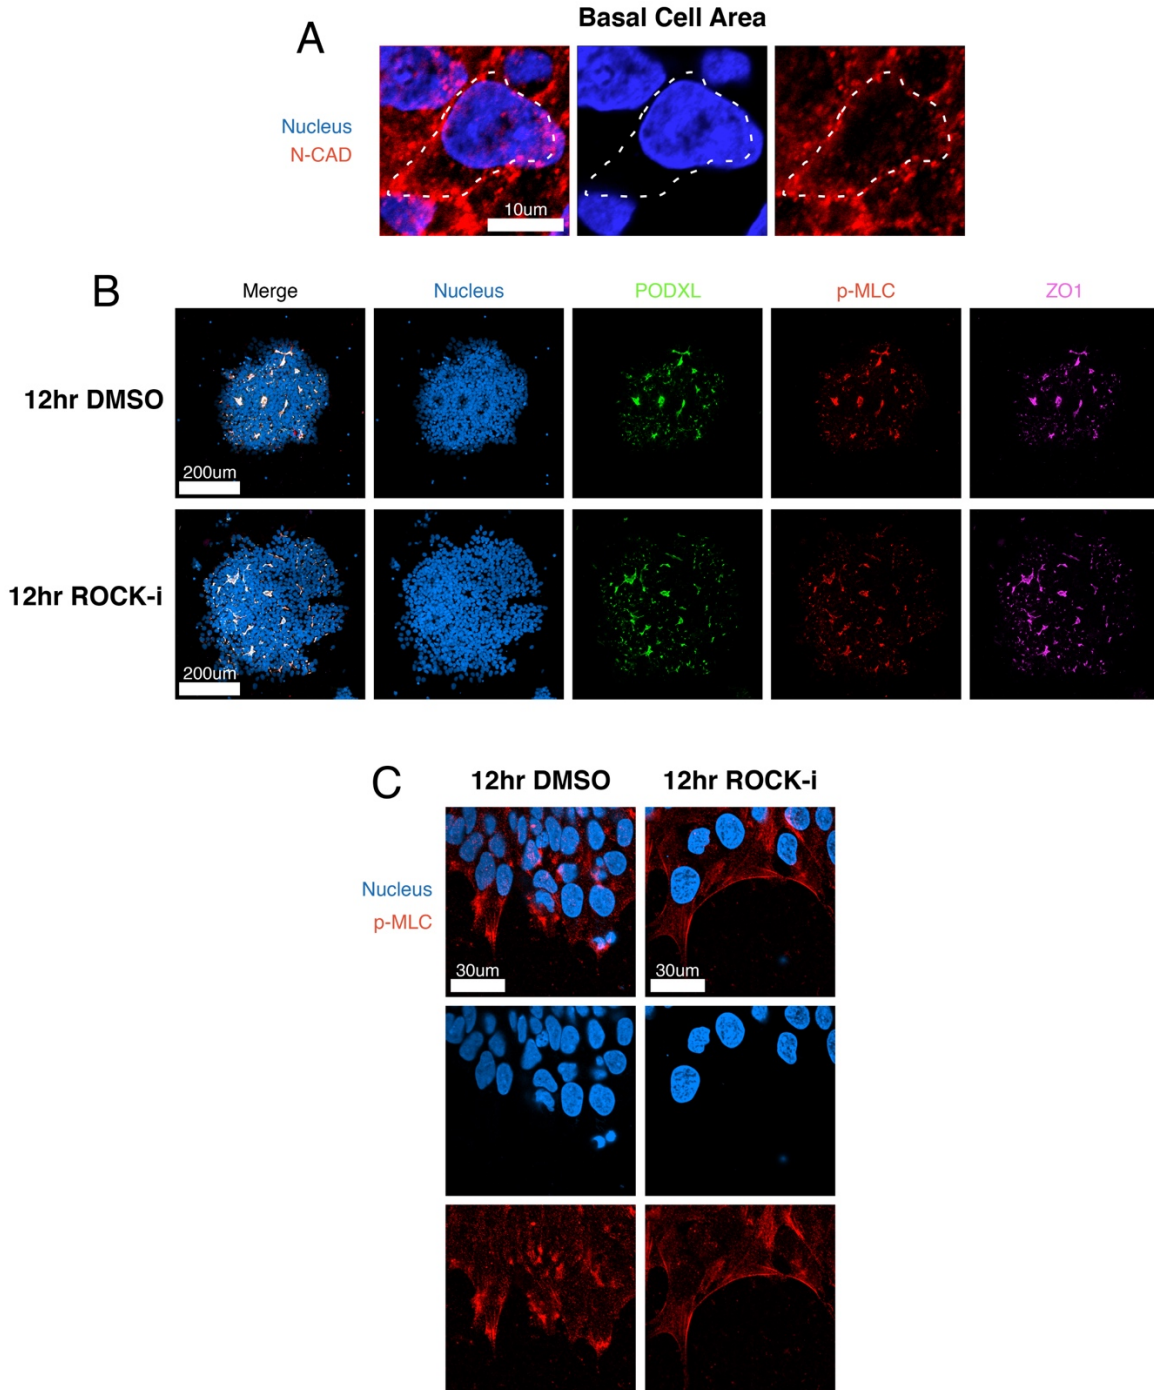 A
Basal Cell Area
Nucleus
N-CAD
10um
B
Merge
Nucleus
PODXL
p-MLC
ZO1
12hr DMSO
200um
12hr ROCK-i
200um
C
12hr DMSO
12hr ROCK-i
Nucleus
p-MLC
30um
30um